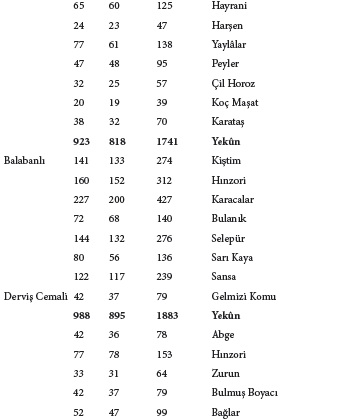 65 60 125 Hayrani
24 23 47 Harşen
77 61 138 Yaylâlar
47 48 95 Peyler
32 25 57 Çil Horoz
20 19 39 Koç Maşat
38 32 70 Karataş
923 818 1741 Yekûn
Balabanlı 141 133 274 Kiştim
160 152 312 Hınzori
227 200 427 Karacalar
72 68 140 Bulanık
144 132 276 Selepür
80 56 136 Sarı Kaya
122 117 239 Sansa
Derviş Cemali 42 37 79 Gelmizi Komu
988 895 1883 Yekûn
42 36 78 Abge
77 78 153 Hınzori
33 31 64 Zurun
42 37 79 Bulmuş Boyacı
52 47 99 Bağlar